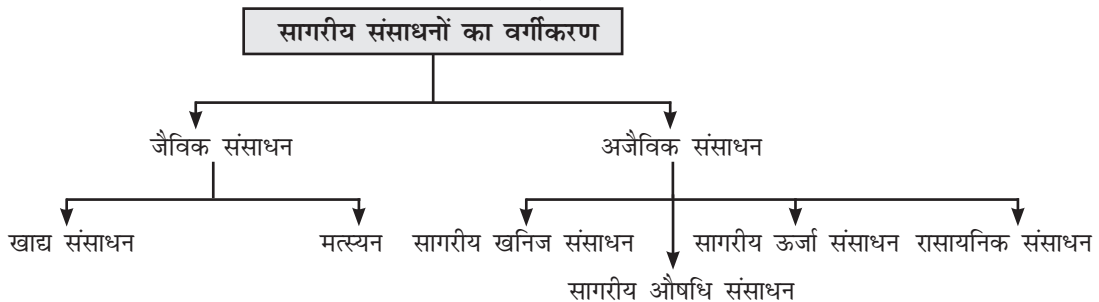 सागरीय संसाधनों का वर्गीकरण
जैविक संसाधन
अजैविक संसाधन
खाद्य संसाधन
मत्स्यन
सागरीय खनिज संसाधन
सागरीय ऊर्जा संसाधन
रासायनिक संसाधन
सागरीय औषधि संसाधन